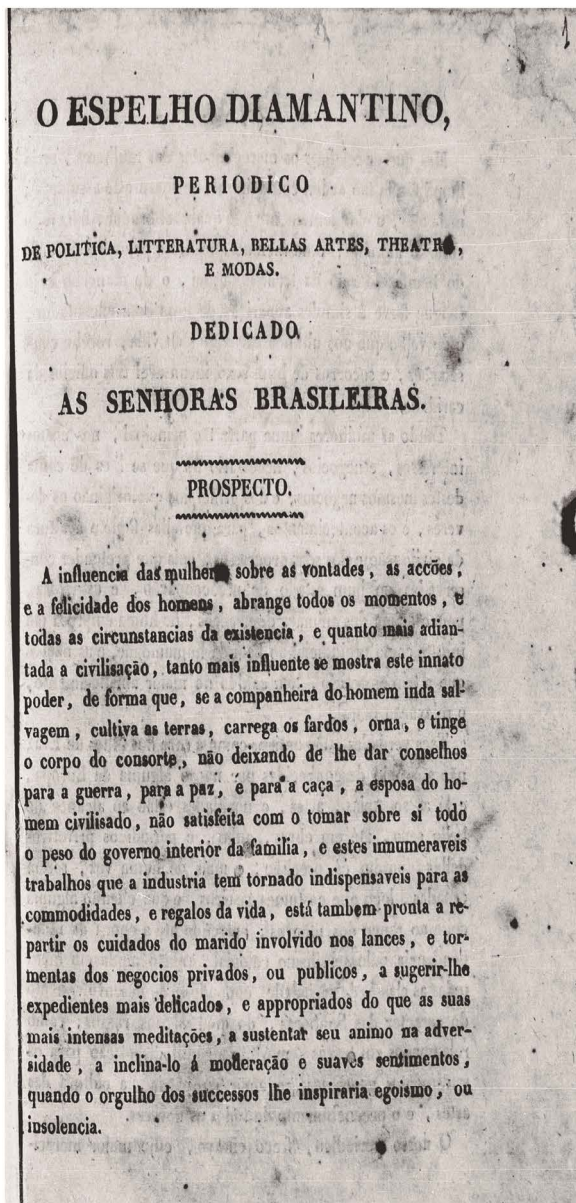 1
O ESPELHO DIAMANTINO,
PERIODICO
DE POLITICA, LITTERATURA, BELLAS ARTES, THEATRO,
E MODAS.
DEDICADO
AS SENHORAS BRASILEIRAS.
PROSPECTO.
A influencia das mulheres sobre as vontades, as acções,
e a felicidade dos homens, abrange todos os momentos, e
todas as circunstancias da existencia, e quanto mais adian-
tada a civilisação, tanto mais influente se mostra este innato
poder, de forma que, se a companheira do homem inda sal-
vagem, cultiva as terras, carrega os fardos, orna, e tinge
o corpo do consorte, não deixando de lhe dar conselhos
para a guerra, para a paz, e para a caça, a esposa do ho-
mem civilisado, não satisfeita com o tomar sobre si todo
o peso do governo interior da familia, e estes innumeraveis
trabalhos que a industria tem tornado indispensaveis para as
commodidades, e regalos da vida, está tambem pronta a re-
partir os cuidados do marido involvido nos lances, e tor-
mentas dos negocios privados, ou publicos, a sugerir-lhe
expedientes mais delicados, e appropriados do que as suas
mais intensas meditações, a sustentar seu animo na adver-
sidade, a inclina-lo á moderação e suaves sentimentos,
quando o orgulho dos successos lhe inspiraria egoismo, ou
insolencia.